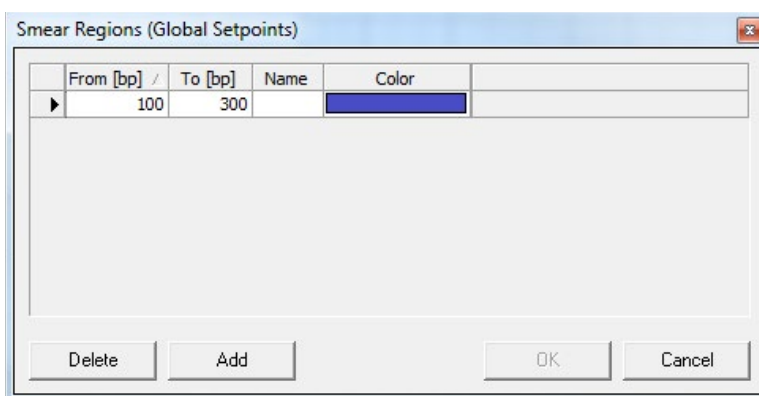 Smear Regions (Global Setpoints)
From [bp] / To [bp] Name Color
100 300
Delete Add OK Cancel